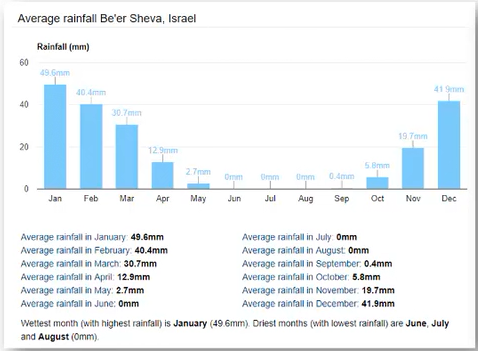 Average rainfall Be'er Sheva, Israel
Rainfall (mm)
60
40
20
0
49.6mm
40.4mm
30.7mm
12.9mm
2.7mm
0mm
0mm
0mm
0.4mm
5.8mm
19.7mm
41.9mm
Jan Feb Mar Apr May Jun Jul Aug Sep Oct Nov Dec
Average rainfall in January: 49.6mm
Average rainfall in February: 40.4mm
Average rainfall in March: 30.7mm
Average rainfall in April: 12.9mm
Average rainfall in May: 2.7mm
Average rainfall in June: 0mm
Average rainfall in July: 0mm
Average rainfall in August: 0mm
Average rainfall in September: 0.4mm
Average rainfall in October: 5.8mm
Average rainfall in November: 19.7mm
Average rainfall in December: 41.9mm
Wettest month (with highest rainfall) is January (49.6mm). Driest months (with lowest rainfall) are June, July
and August (0mm).